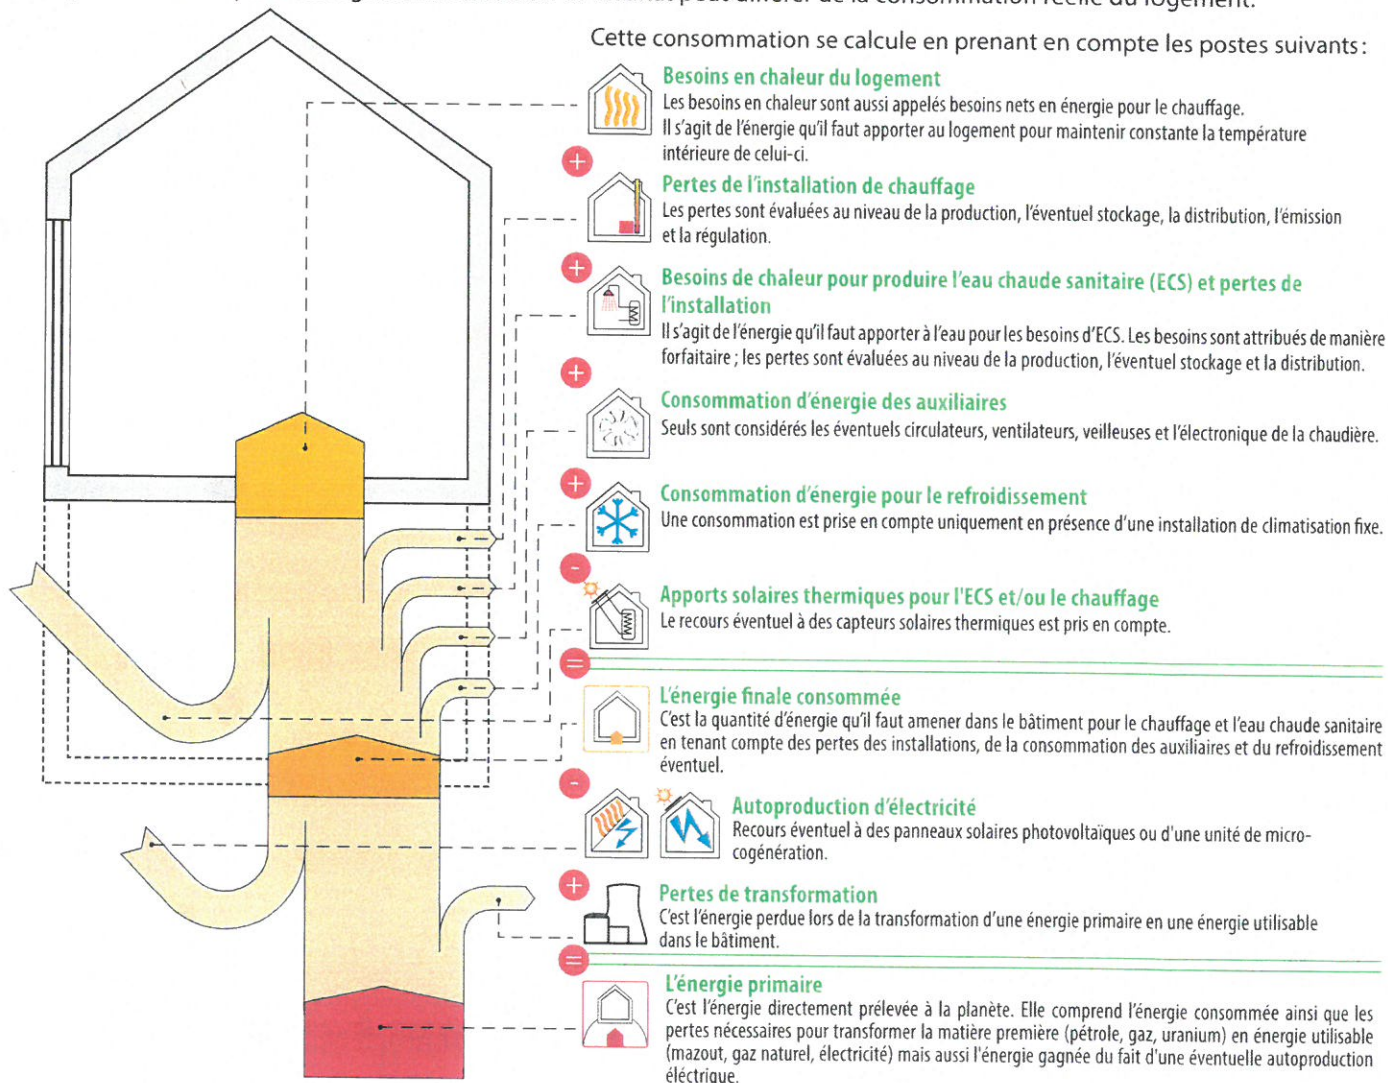 peut différer de la consommation réelle du logement.
Cette consommation se calcule en prenant en compte les postes suivants :
Besoins en chaleur du logement
Les besoins en chaleur sont aussi appelés besoins nets en énergie pour le chauffage.
Il s'agit de l'énergie qu'il faut apporter au logement pour maintenir constante la température
intérieure de celui-ci.
+
Pertes de l'installation de chauffage
Les pertes sont évaluées au niveau de la production, l'éventuel stockage, la distribution, l'émission
et la régulation.
+
Besoins de chaleur pour produire l'eau chaude sanitaire (ECS) et pertes de
l'installation
Il s'agit de l'énergie qu'il faut apporter à l'eau pour les besoins d'ECS. Les besoins sont attribués de manière
forfaitaire ; les pertes sont évaluées au niveau de la production, l'éventuel stockage et la distribution.
+
Consommation d'énergie des auxiliaires
Seuls sont considérés les éventuels circulateurs, ventilateurs, veilleuses et l'électronique de la chaudière.
+
Consommation d'énergie pour le refroidissement
Une consommation est prise en compte uniquement en présence d'une installation de climatisation fixe.
-
Apports solaires thermiques pour l'ECS et/ou le chauffage
Le recours éventuel à des capteurs solaires thermiques est pris en compte.
=
L'énergie finale consommée
C'est la quantité d'énergie qu'il faut amener dans le bâtiment pour le chauffage et l'eau chaude sanitaire
en tenant compte des pertes des installations, de la consommation des auxiliaires et du refroidissement
éventuel.
-
Autoproduction d'électricité
Recours éventuel à des panneaux solaires photovoltaïques ou d'une unité de micro-
cogénération.
+
Pertes de transformation
C'est l'énergie perdue lors de la transformation d'une énergie primaire en une énergie utilisable
dans le bâtiment.
=
L'énergie primaire
C'est l'énergie directement prélevée à la planète. Elle comprend l'énergie consommée ainsi que les
pertes nécessaires pour transformer la matière première (pétrole, gaz, uranium) en énergie utilisable
(mazout, gaz naturel, électricité) mais aussi l'énergie gagnée du fait d'une éventuelle autoproduction
électrique.